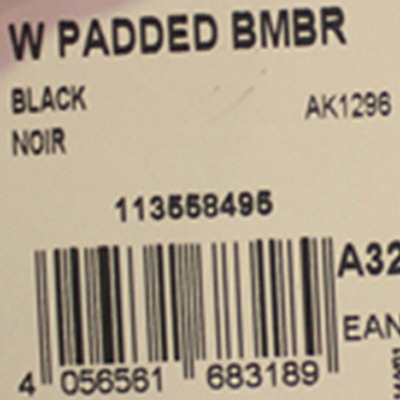 W PADDED BMBR
BLACK
AK1296
NOIR
113558495
A32
EAN
4 056561 683189